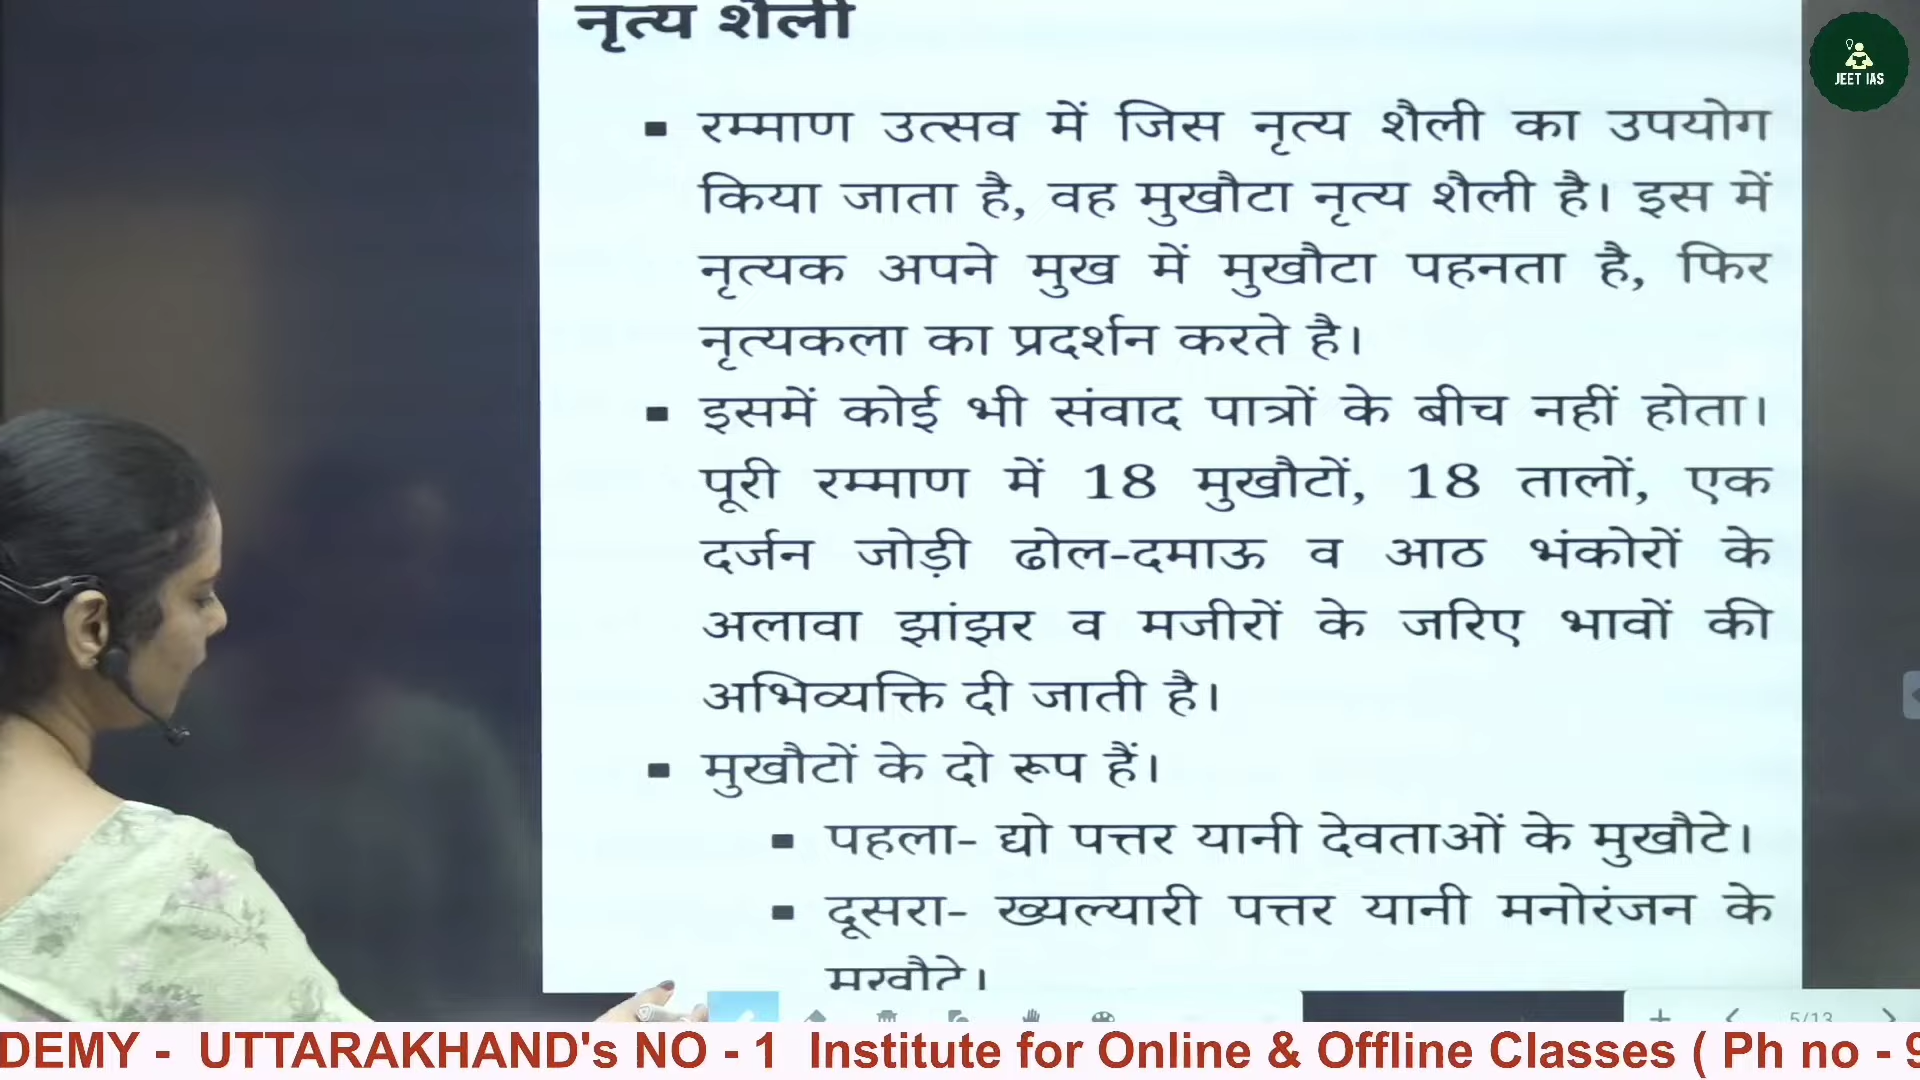 नृत्य शैली
JEET IAS
▪ रम्माण उत्सव में जिस नृत्य शैली का उपयोग
किया जाता है, वह मुखौटा नृत्य शैली है। इस में
नृत्यक अपने मुख में मुखौटा पहनता है, फिर
नृत्यकला का प्रदर्शन करते है।
▪ इसमें कोई भी संवाद पात्रों के बीच नहीं होता।
पूरी रम्माण में 18 मुखौटों, 18 तालों, एक
दर्जन जोड़ी ढोल-दमाऊ व आठ भंकोरों के
अलावा झांझर व मजीरों के जरिए भावों की
अभिव्यक्ति दी जाती है।
▪ मुखौटों के दो रूप हैं।
▪ पहला- द्यो पत्तर यानी देवताओं के मुखौटे।
▪ दूसरा- ख्यल्यारी पत्तर यानी मनोरंजन के
मुखौटे।
5/13
DEMY - UTTARAKHAND's NO - 1 Institute for Online & Offline Classes ( Ph no - 9